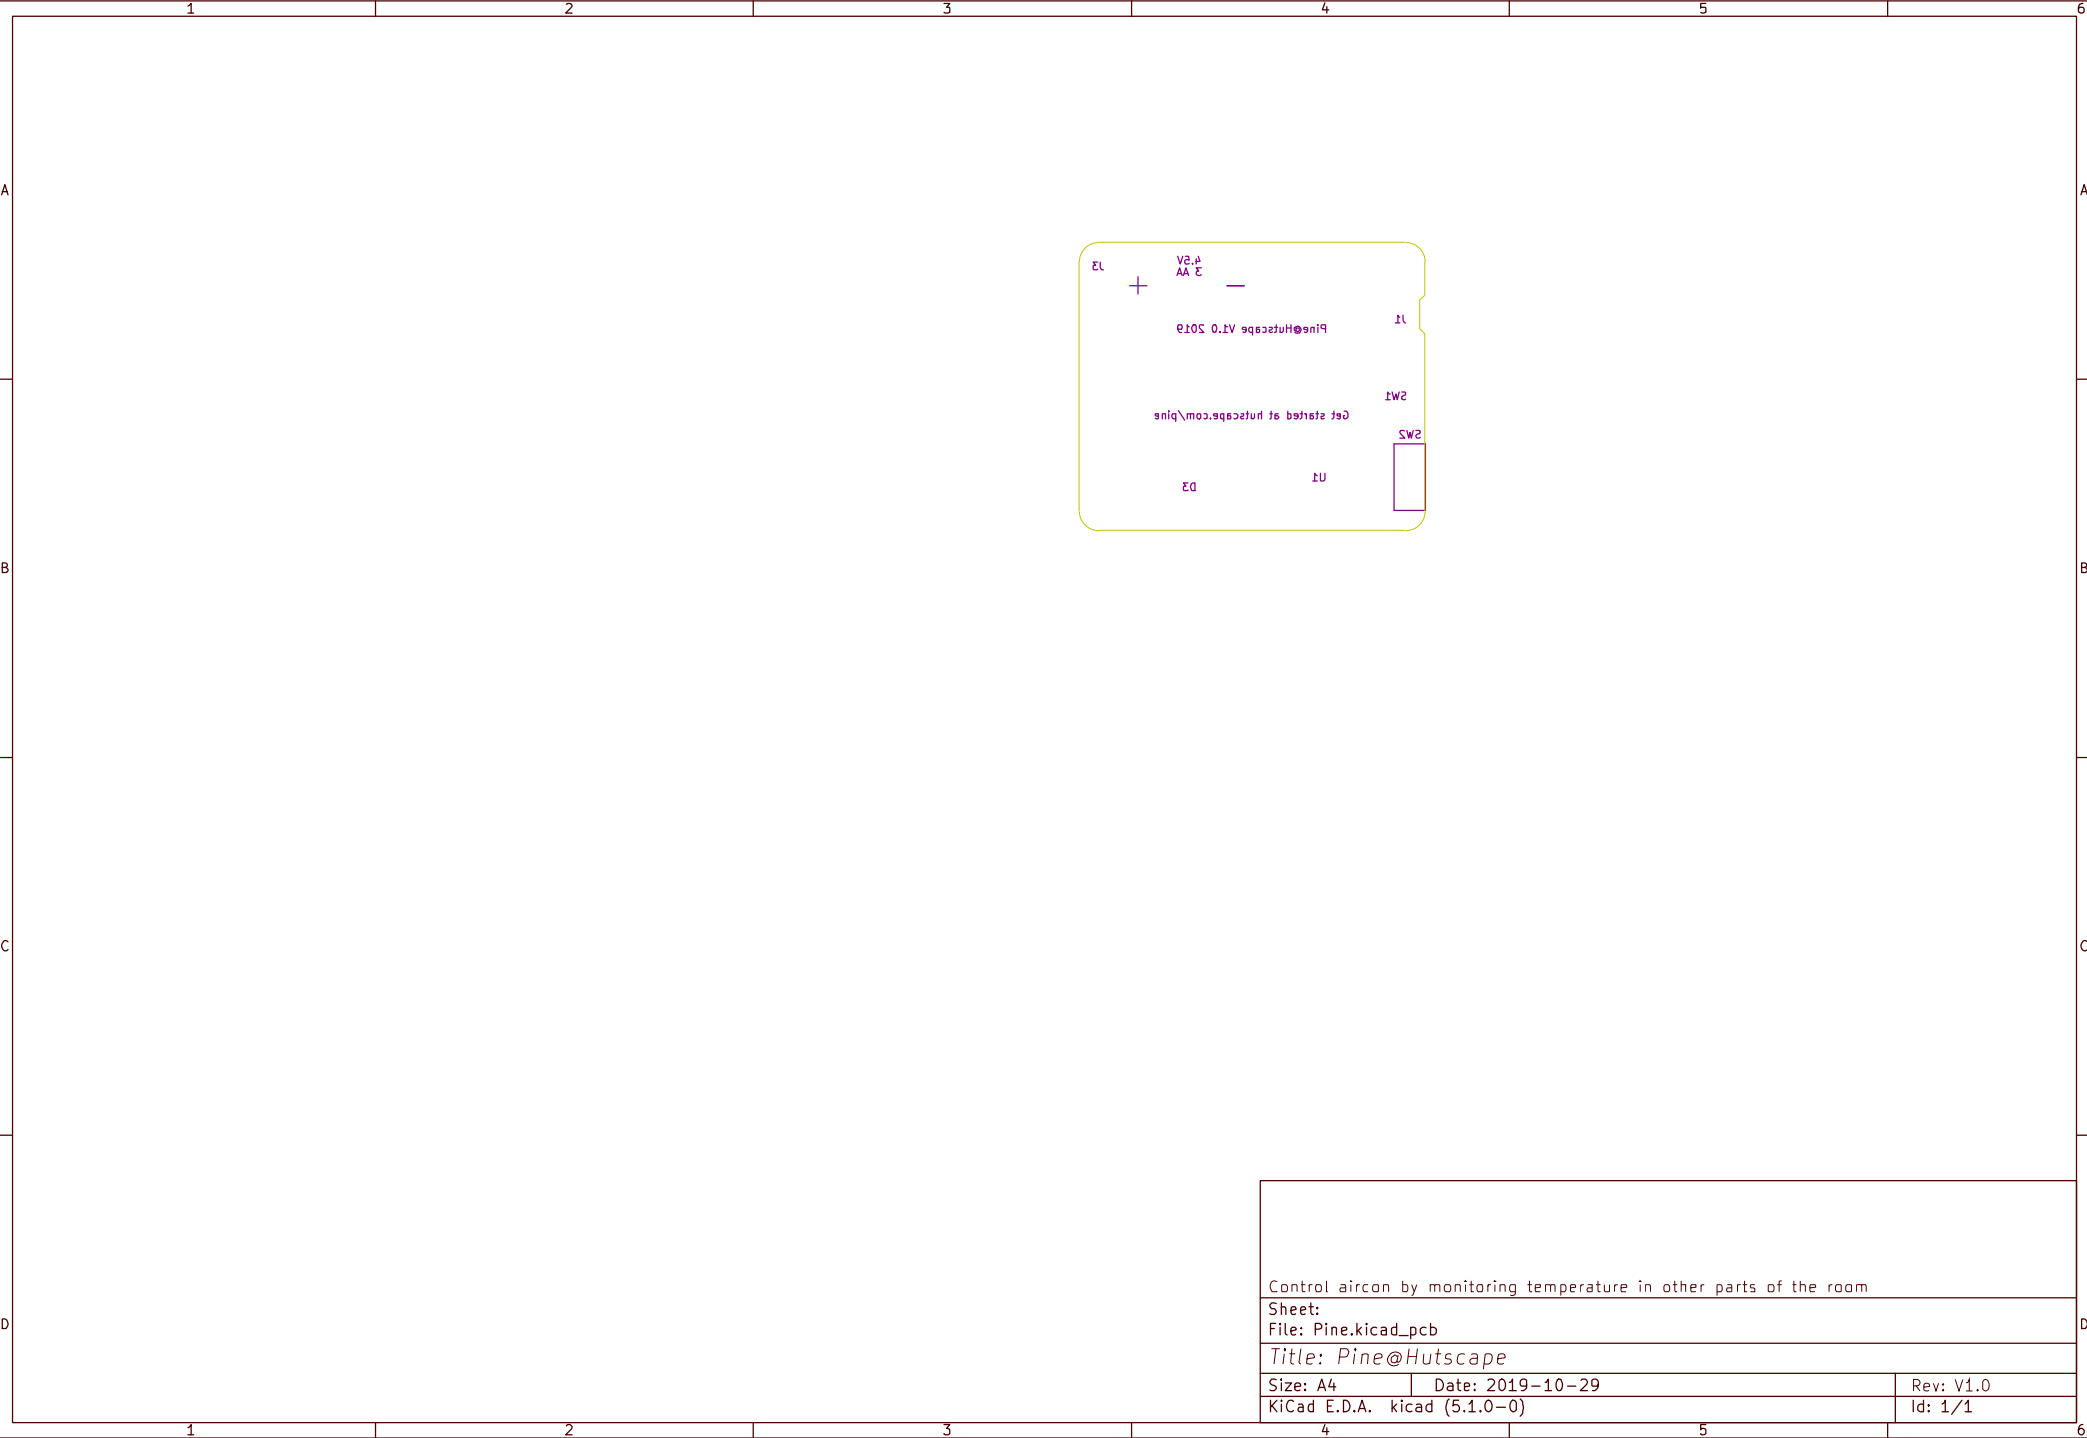 1 2 3 4 5 6
A A
4.5V
J3
3 AA
+ −
J1
Pine@Hutscape V1.0 2019
SW1
Get started at hutscape.com/pine
SW2
U1
D3
B B
C C
Control aircon by monitoring temperature in other parts of the room
Sheet:
File: Pine.kicad_pcb
D D
Title: Pine@Hutscape
Size: A4 Date: 2019-10-29 Rev: V1.0
KiCad E.D.A. kicad (5.1.0-0) Id: 1/1
1 2 3 4 5 6